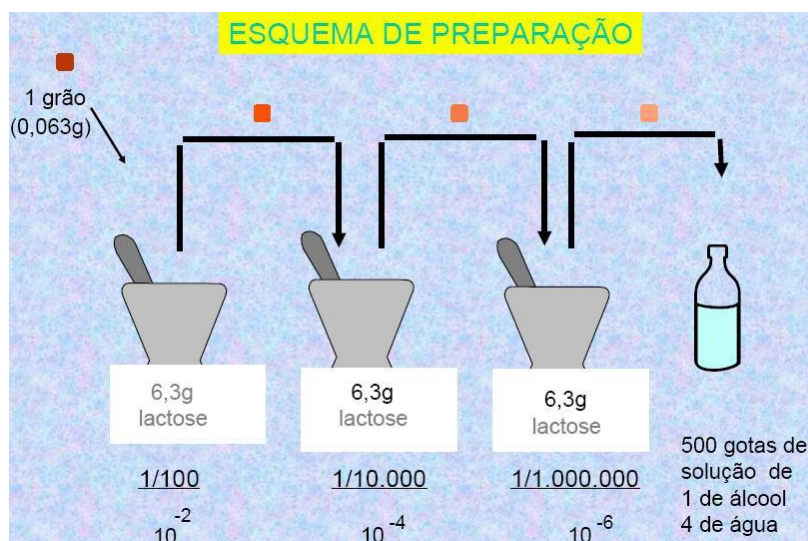 ESQUEMA DE PREPARAÇÃO
1 grão
(0,063g)
6,3g
lactose
6,3g
lactose
6,3g
lactose
1/100
1/10.000
1/1.000.000
10⁻²
10⁻⁴
10⁻⁶
500 gotas de
solução de
1 de álcool
4 de água